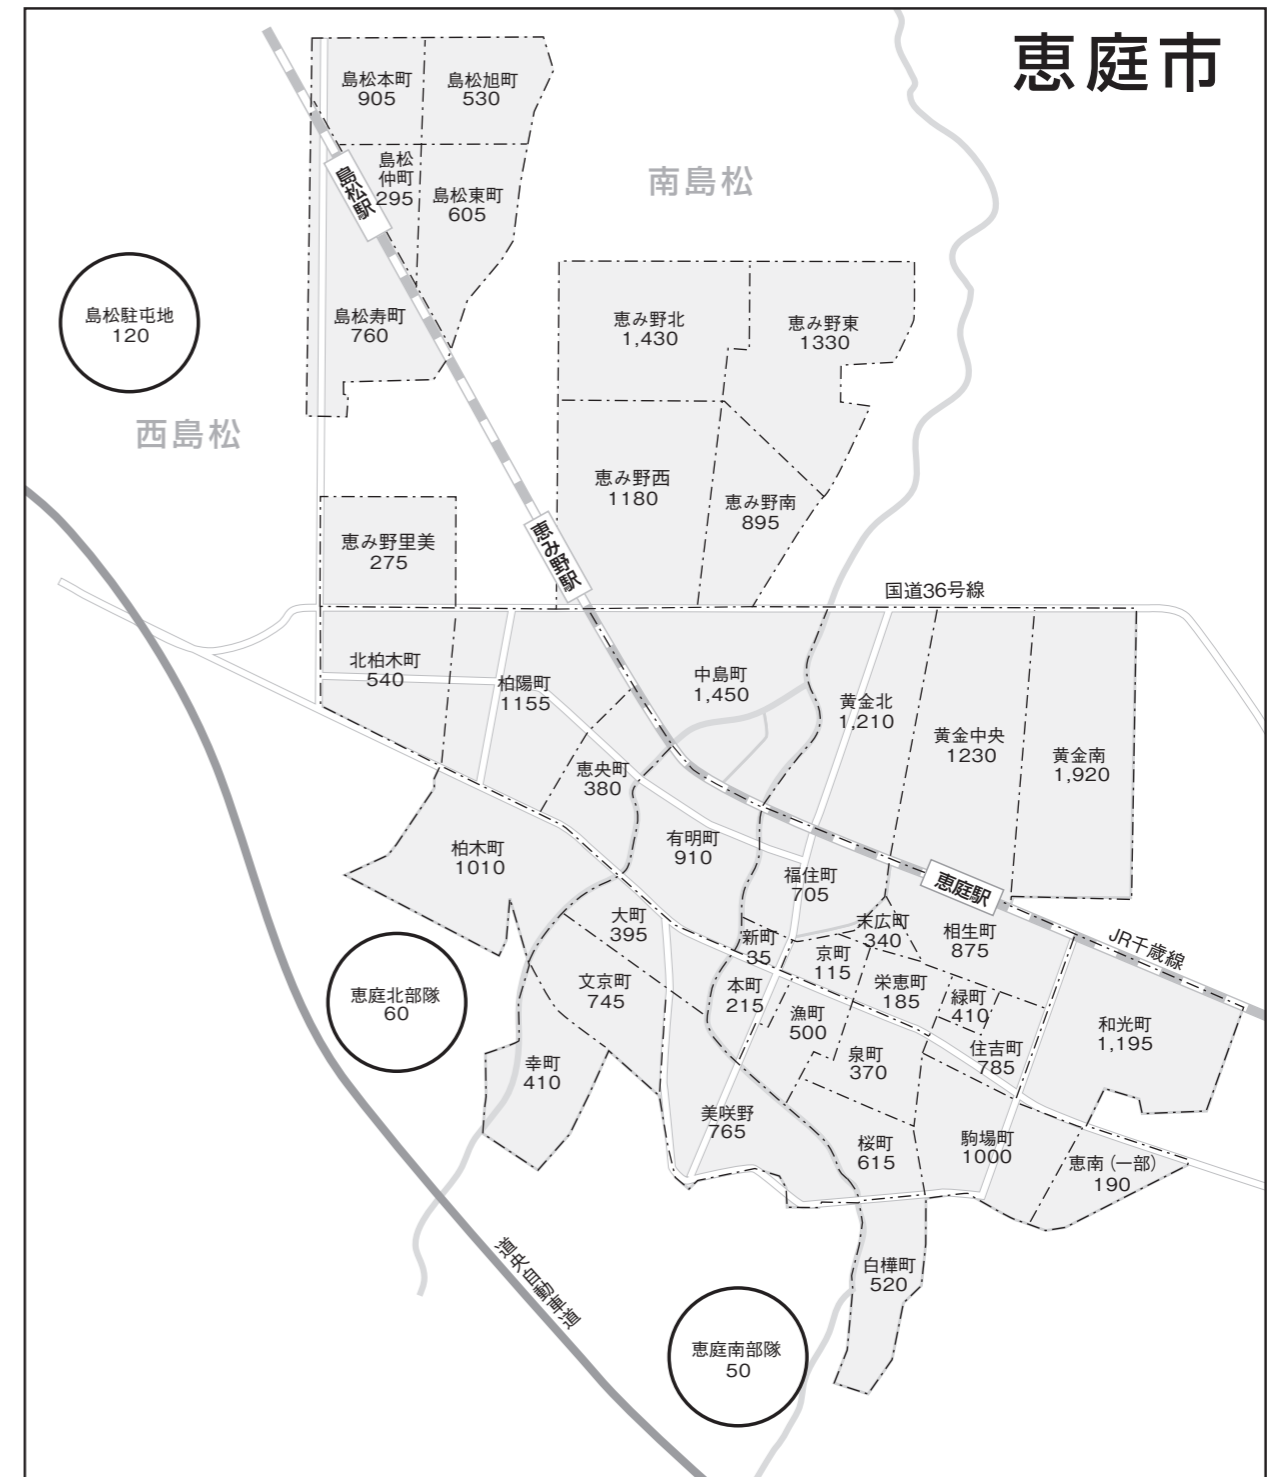 恵庭市
島松本町
905
島松旭町
530
島松
仲町
295
島松東町
605
島松駅
南島松
島松駐屯地
120
島松寿町
760
西島松
恵み野北
1,430
恵み野東
1330
恵み野西
1180
恵み野南
895
恵み野里美
275
恵み野駅
国道36号線
北柏木町
540
柏陽町
1155
中島町
1,450
黄金北
1,210
黄金中央
1230
黄金南
1,920
恵央町
380
有明町
910
柏木町
1010
福住町
705
恵庭駅
JR千歳線
大町
395
新町
35
末広町
340
相生町
875
京町
115
文京町
745
本町
215
栄恵町
185
緑町
410
漁町
500
和光町
1,195
住吉町
785
恵庭北部隊
60
泉町
370
幸町
410
美咲野
765
桜町
615
駒場町
1000
恵南（一部）
190
道央自動車道
白樺町
520
恵庭南部隊
50